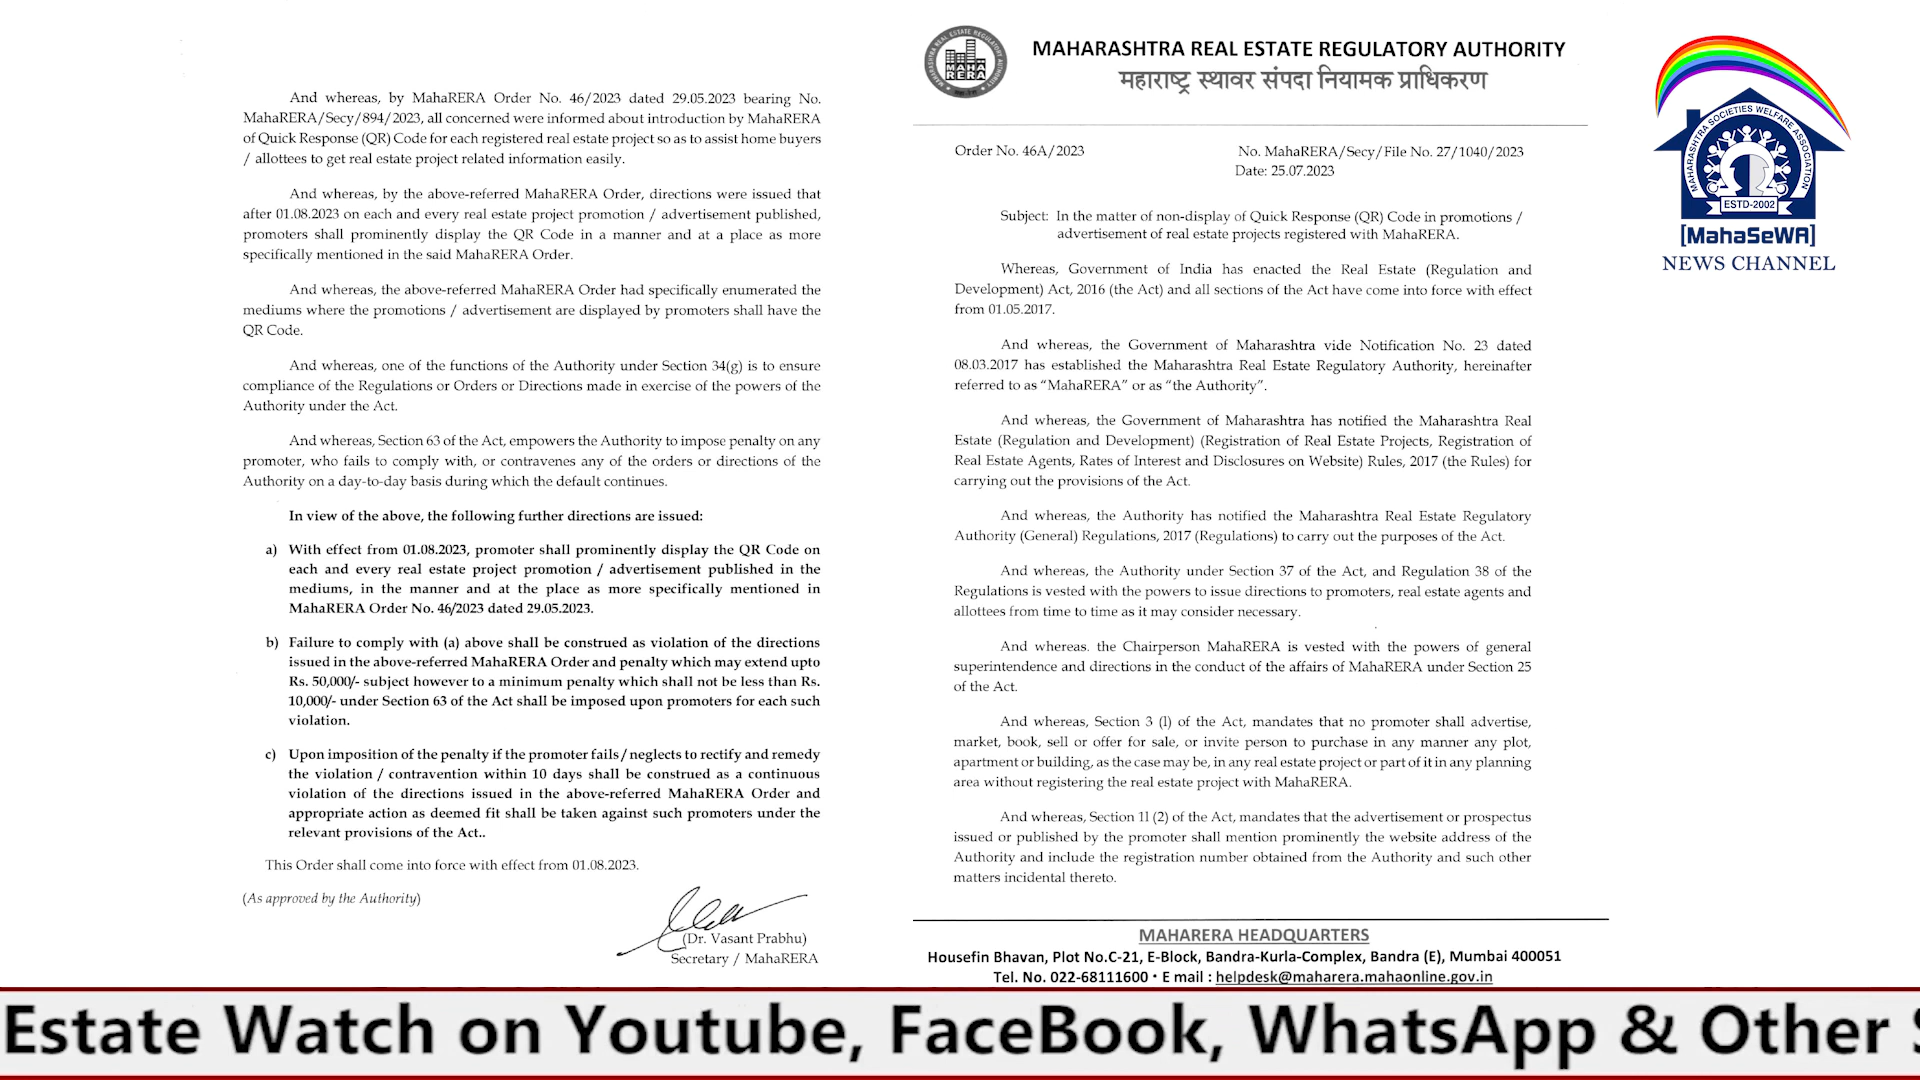 And whereas, by MahaRERA Order No. 46/2023 dated 29.05.2023 bearing No.
MahaRERA/Secy/894/2023, all concerned were informed about introduction by MahaRERA
of Quick Response (QR) Code for each registered real estate project so as to assist home buyers
/ allottees to get real estate project related information easily.
And whereas, by the above-referred MahaRERA Order, directions were issued that
after 01.08.2023 on each and every real estate project promotion / advertisement published,
promoters shall prominently display the QR Code in a manner and at a place as more
specifically mentioned in the said MahaRERA Order.
And whereas, the above-referred MahaRERA Order had specifically enumerated the
mediums where the promotions / advertisement are displayed by promoters shall have the
QR Code.
And whereas, one of the functions of the Authority under Section 34(g) is to ensure
compliance of the Regulations or Orders or Directions made in exercise of the powers of the
Authority under the Act.
And whereas, Section 63 of the Act, empowers the Authority to impose penalty on any
promoter, who fails to comply with, or contravenes any of the orders or directions of the
Authority on a day-to-day basis during which the default continues.
In view of the above, the following further directions are issued:
a) With effect from 01.08.2023, promoter shall prominently display the QR Code on
each and every real estate project promotion / advertisement published in the
mediums, in the manner and at the place as more specifically mentioned in
MahaRERA Order No. 46/2023 dated 29.05.2023.
b) Failure to comply with (a) above shall be construed as violation of the directions
issued in the above-referred MahaRERA Order and penalty which may extend upto
Rs. 50,000/- subject however to a minimum penalty which shall not be less than Rs.
10,000/- under Section 63 of the Act shall be imposed upon promoters for each such
violation.
c) Upon imposition of the penalty if the promoter fails / neglects to rectify and remedy
the violation / contravention within 10 days shall be construed as a continuous
violation of the directions issued in the above-referred MahaRERA Order and
appropriate action as deemed fit shall be taken against such promoters under the
relevant provisions of the Act..
This Order shall come into force with effect from 01.08.2023.
(As approved by the Authority)
(Dr. Vasant Prabhu)
Secretary / MahaRERA
MAHARASHTRA REAL ESTATE REGULATORY AUTHORITY
MAHA
RERA
MAHARASHTRA REAL ESTATE REGULATORY AUTHORITY
महाराष्ट्र स्थावर संपदा नियामक प्राधिकरण
Order No. 46A/2023
No. MahaRERA/Secy/File No. 27/1040/2023
Date: 25.07.2023
Subject: In the matter of non-display of Quick Response (QR) Code in promotions /
advertisement of real estate projects registered with MahaRERA.
Whereas, Government of India has enacted the Real Estate (Regulation and
Development) Act, 2016 (the Act) and all sections of the Act have come into force with effect
from 01.05.2017.
And whereas, the Government of Maharashtra vide Notification No. 23 dated
08.03.2017 has established the Maharashtra Real Estate Regulatory Authority, hereinafter
referred to as “MahaRERA” or as “the Authority”.
And whereas, the Government of Maharashtra has notified the Maharashtra Real
Estate (Regulation and Development) (Registration of Real Estate Projects, Registration of
Real Estate Agents, Rates of Interest and Disclosures on Website) Rules, 2017 (the Rules) for
carrying out the provisions of the Act.
And whereas, the Authority has notified the Maharashtra Real Estate Regulatory
Authority (General) Regulations, 2017 (Regulations) to carry out the purposes of the Act.
And whereas, the Authority under Section 37 of the Act, and Regulation 38 of the
Regulations is vested with the powers to issue directions to promoters, real estate agents and
allottees from time to time as it may consider necessary.
And whereas. the Chairperson MahaRERA is vested with the powers of general
superintendence and directions in the conduct of the affairs of MahaRERA under Section 25
of the Act.
And whereas, Section 3 (1) of the Act, mandates that no promoter shall advertise,
market, book, sell or offer for sale, or invite person to purchase in any manner any plot,
apartment or building, as the case may be, in any real estate project or part of it in any planning
area without registering the real estate project with MahaRERA.
And whereas, Section 11 (2) of the Act, mandates that the advertisement or prospectus
issued or published by the promoter shall mention prominently the website address of the
Authority and include the registration number obtained from the Authority and such other
matters incidental thereto.
MAHARERA HEADQUARTERS
Housefin Bhavan, Plot No.C-21, E-Block, Bandra-Kurla-Complex, Bandra (E), Mumbai 400051
Tel. No. 022-68111600 • E mail : helpdesk@maharera.mahaonline.gov.in
MAHARASHTRA SOCIETIES WELFARE ASSOCIATION
ESTD-2002
[MahaSeWA]
NEWS CHANNEL
Estate Watch on Youtube, FaceBook, WhatsApp & Other S